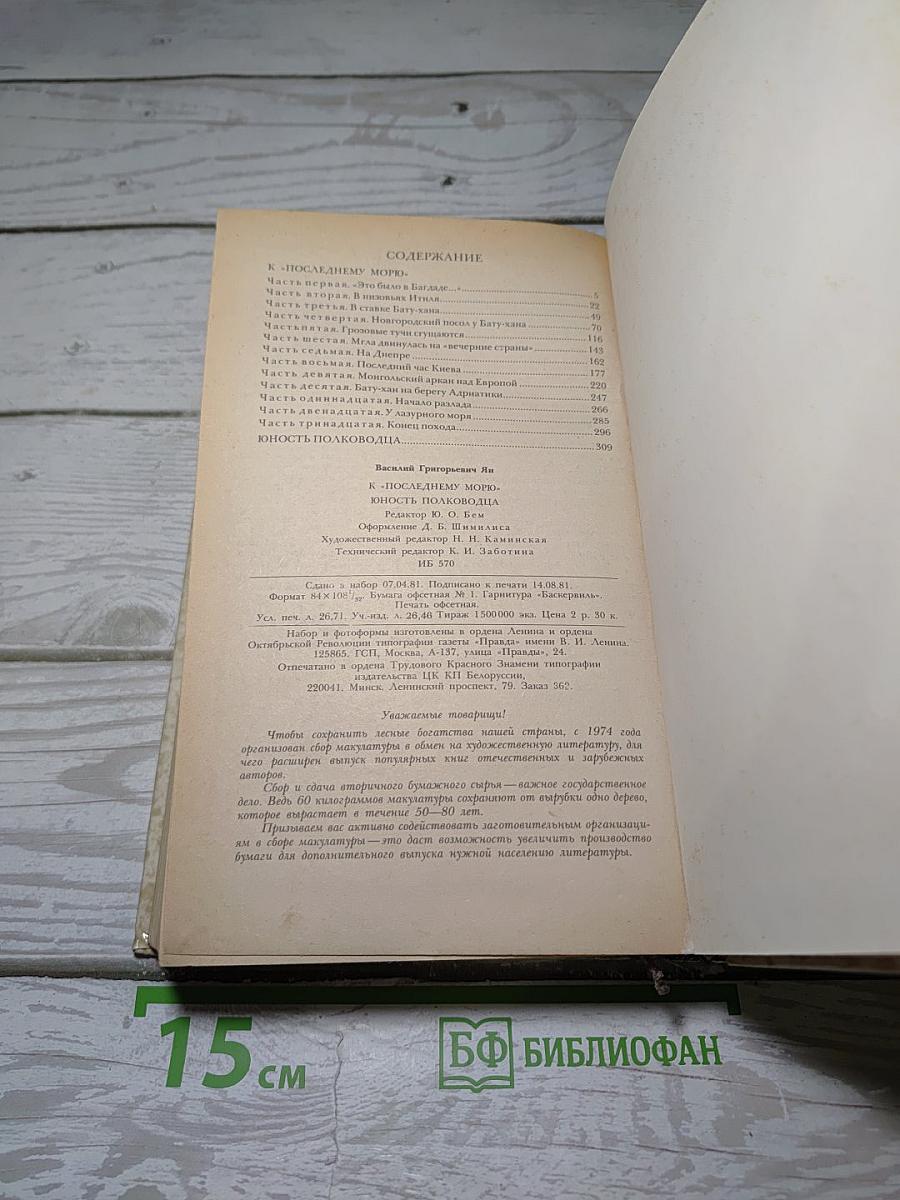 СОДЕРЖАНИЕ
К «ПОСЛЕДНЕМУ МОРЮ»
Часть первая. «Это было в Багдаде...» 5
Часть вторая. В низовьях Итиля 22
Часть третья. В ставке Бату-хана 49
Часть четвертая. Новгородский посол у Бату-хана 70
Часть пятая. Грозовые тучи сгущаются 116
Часть шестая. Мгла двинулась на «вечерние страны» 143
Часть седьмая. На Днепре 162
Часть восьмая. Последний час Киева 177
Часть девятая. Монгольский аркан над Европой 220
Часть десятая. Бату-хан на берегу Адриатики 247
Часть одиннадцатая. Начало разлада 266
Часть двенадцатая. У лазурного моря 285
Часть тринадцатая. Конец похода 296
ЮНОСТЬ ПОЛКОВОДЦА 309
Василий Григорьевич Ян
К «ПОСЛЕДНЕМУ МОРЮ»
ЮНОСТЬ ПОЛКОВОДЦА
Редактор Ю. О. Бем
Оформление Д. Б. Шимилиса
Художественный редактор Н. Н. Каминская
Технический редактор К. И. Заботина
ИБ 570
Сдано в набор 07.04.81. Подписано к печати 14.08.81.
Формат 84×108 1/32. Бумага офсетная № 1. Гарнитура «Баскервиль».
Печать офсетная.
Усл. печ. л. 26,71. Уч.-изд. л. 26,46 Тираж 1500000 экз. Цена 2 р. 30 к.
Набор и фотоформы изготовлены в ордена Ленина и ордена
Октябрьской Революции типографии газеты «Правда» имени В. И. Ленина.
125865. ГСП, Москва, А-137, улица «Правды», 24.
Отпечатано в ордена Трудового Красного Знамени типографии
издательства ЦК КП Белоруссии,
220041. Минск. Ленинский проспект, 79. Заказ 362.
Уважаемые товарищи!
Чтобы сохранить лесные богатства нашей страны, с 1974 года
организован сбор макулатуры в обмен на художественную литературу, для
чего расширен выпуск популярных книг отечественных и зарубежных
авторов.
Сбор и сдача вторичного бумажного сырья — важное государственное
дело. Ведь 60 килограммов макулатуры сохраняют от вырубки одно дерево,
которое вырастает в течение 50—80 лет.
Призываем вас активно содействовать заготовительным организаци-
ям в сборе макулатуры — это даст возможность увеличить производство
бумаги для дополнительного выпуска нужной населению литературы.
15 см
БФ БИБЛИОФАН